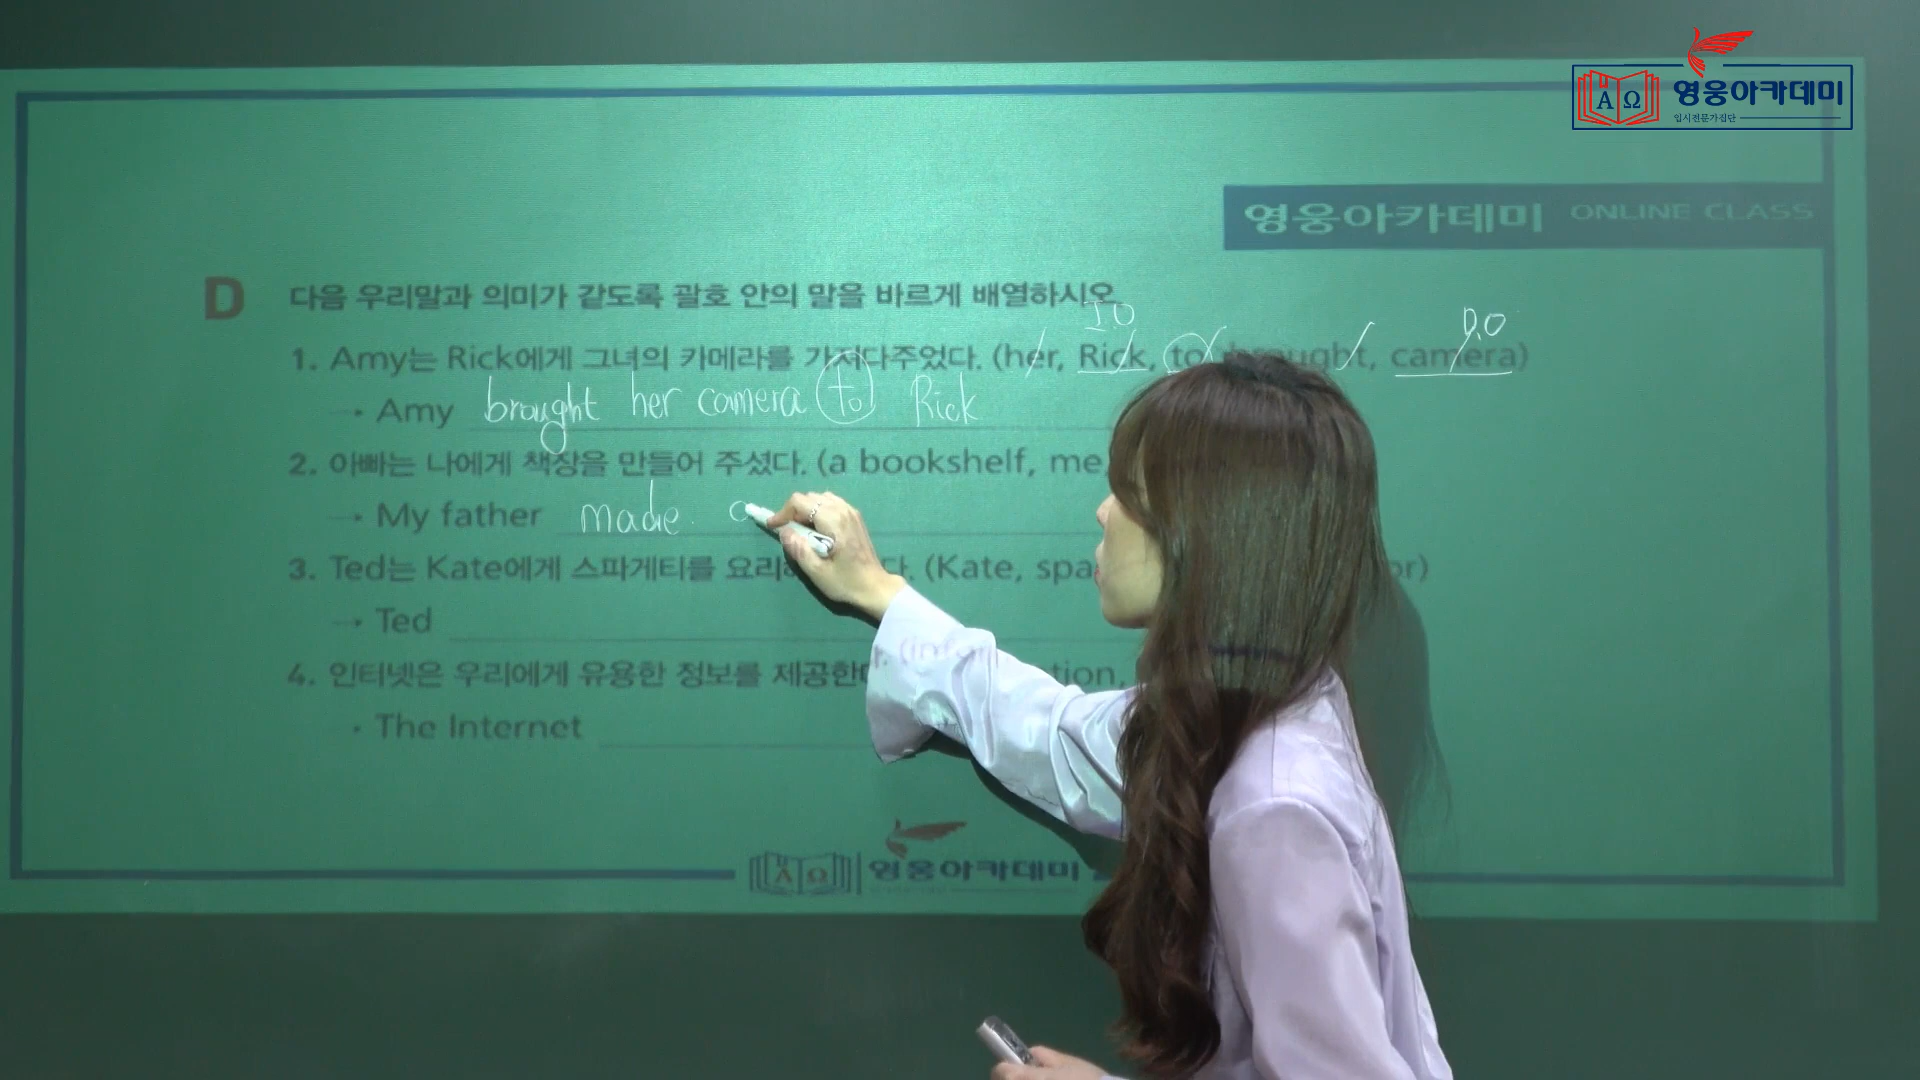 영웅아카데미
입시전문가집단
A Ω
영웅아카데미 ONLINE CLASS
D 다음 우리말과 의미가 같도록 괄호 안의 말을 바르게 배열하시오.
I.O D.O
1. Amy는 Rick에게 그녀의 카메라를 가져다주었다. (her, Rick, to, brought, camera)
→ Amy brought her camera to Rick
2. 아빠는 나에게 책장을 만들어 주셨다. (a bookshelf, me,
→ My father made
3. Ted는 Kate에게 스파게티를 (Kate,
→ Ted
4. 인터넷은 우리에게 유용한 정보를
The Internet
A Ω 영웅아카데미